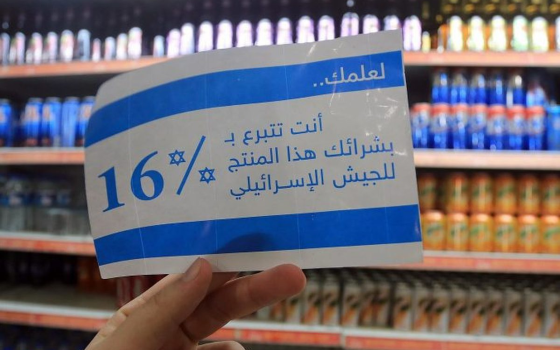 لعلمك..
أنت تتبرع بـ
بشرائك هذا المنتج
للجيش الإسرائيلي
16%